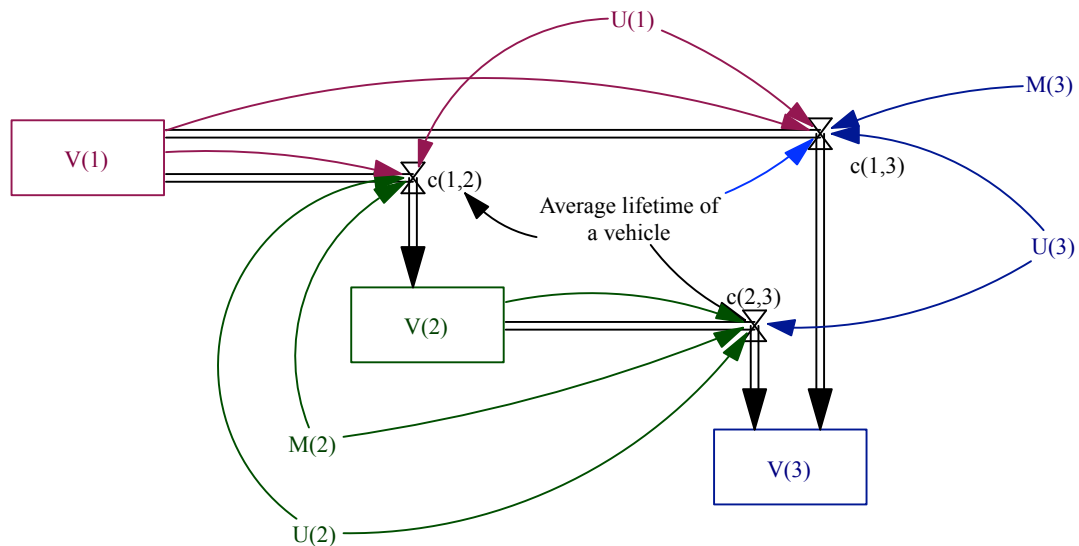 U(1)
M(3)
V(1)
c(1,3)
c(1,2)
Average lifetime of
a vehicle
U(3)
c(2,3)
V(2)
M(2)
V(3)
U(2)